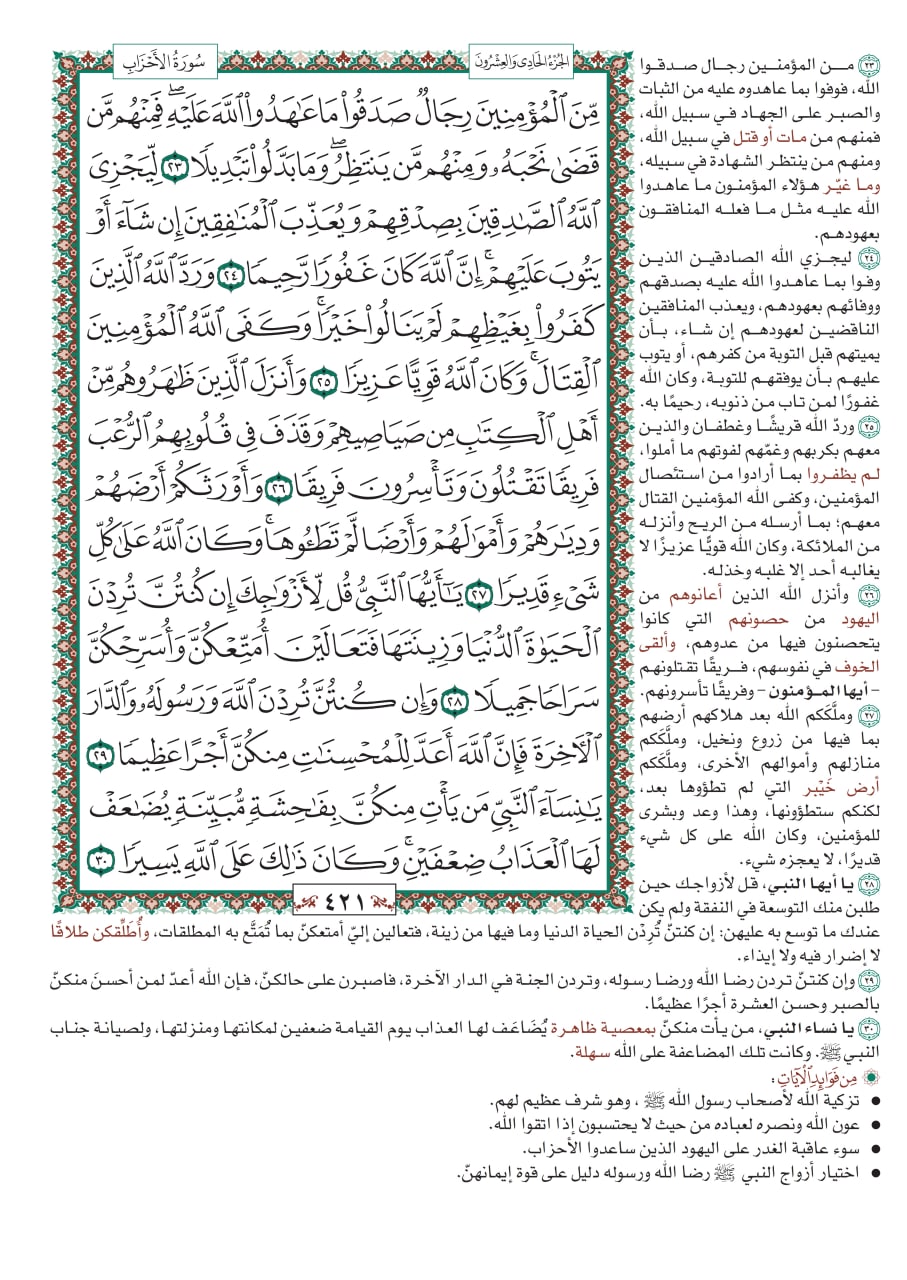 الجُزْءُ الحَادِي وَالعِشْرُونَ
سُورَةُ الأَحْزَابِ
مِّنَ ٱلْمُؤْمِنِينَ رِجَالٌ صَدَقُوا۟ مَا عَٰهَدُوا۟ ٱللَّهَ عَلَيْهِ ۖ فَمِنْهُم مَّن
قَضَىٰ نَحْبَهُۥ وَمِنْهُم مَّن يَنتَظِرُ ۖ وَمَا بَدَّلُوا۟ تَبْدِيلًا ٢٣ لِّيَجْزِىَ
ٱللَّهُ ٱلصَّٰدِقِينَ بِصِدْقِهِمْ وَيُعَذِّبَ ٱلْمُنَٰفِقِينَ إِن شَآءَ أَوْ
يَتُوبَ عَلَيْهِمْ ۚ إِنَّ ٱللَّهَ كَانَ غَفُورًا رَّحِيمًا ٢٤ وَرَدَّ ٱللَّهُ ٱلَّذِينَ
كَفَرُوا۟ بِغَيْظِهِمْ لَمْ يَنَالُوا۟ خَيْرًا ۚ وَكَفَى ٱللَّهُ ٱلْمُؤْمِنِينَ
ٱلْقِتَالَ ۚ وَكَانَ ٱللَّهُ قَوِيًّا عَزِيزًا ٢٥ وَأَنزَلَ ٱلَّذِينَ ظَٰهَرُوهُم مِّنْ
أَهْلِ ٱلْكِتَٰبِ مِن صَيَاصِيهِمْ وَقَذَفَ فِى قُلُوبِهِمُ ٱلرُّعْبَ
فَرِيقًا تَقْتُلُونَ وَتَأْسِرُونَ فَرِيقًا ٢٦ وَأَوْرَثَكُمْ أَرْضَهُمْ
وَدِيَٰرَهُمْ وَأَمْوَٰلَهُمْ وَأَرْضًا لَّمْ تَطَـُٔوهَا ۚ وَكَانَ ٱللَّهُ عَلَىٰ كُلِّ
شَىْءٍ قَدِيرًا ٢٧ يَٰٓأَيُّهَا ٱلنَّبِىُّ قُل لِّأَزْوَٰجِكَ إِن كُنتُنَّ تُرِدْنَ
ٱلْحَيَوٰةَ ٱلدُّنْيَا وَزِينَتَهَا فَتَعَالَيْنَ أُمَتِّعْكُنَّ وَأُسَرِّحْكُنَّ
سَرَاحًا جَمِيلًا ٢٨ وَإِن كُنتُنَّ تُرِدْنَ ٱللَّهَ وَرَسُولَهُۥ وَٱلدَّارَ
ٱلْءَاخِرَةَ فَإِنَّ ٱللَّهَ أَعَدَّ لِلْمُحْسِنَٰتِ مِنكُنَّ أَجْرًا عَظِيمًا ٢٩
يَٰنِسَآءَ ٱلنَّبِىِّ مَن يَأْتِ مِنكُنَّ بِفَٰحِشَةٍ مُّبَيِّنَةٍ يُضَٰعَفْ
لَهَا ٱلْعَذَابُ ضِعْفَيْنِ ۚ وَكَانَ ذَٰلِكَ عَلَى ٱللَّهِ يَسِيرًا ٣٠
٤٢١
٢٣ مـن المؤمنـين رجـال صـدقوا
الله، فوفوا بما عاهدوه عليه من الثبات
والصبر على الجهاد في سبيل الله،
فمنهم من مات أو قتل في سبيل الله،
ومنهم من ينتظر الشهادة في سبيله،
وما غيّر هؤلاء المؤمنون ما عاهدوا
الله عليه مثل ما فعله المنافقون
بعهودهم.
٢٤ ليجزي الله الصادقين الذين
وفوا بما عاهدوا الله عليه بصدقهم
ووفائهم بعهودهم، ويعذب المنافقين
الناقضين لعهودهم إن شاء، بأن
يميتهم قبل التوبة من كفرهم، أو يتوب
عليهم بأن يوفقهم للتوبة، وكان الله
غفورًا لمن تاب من ذنوبه، رحيمًا به.
٢٥ وردّ الله قريشًا وغطفان والذين
معهم بكربهم وغمّهم لفوتهم ما أملوا،
لم يظفروا بما أرادوا من استئصال
المؤمنين، وكفى الله المؤمنين القتال
معهم؛ بما أرسله من الريح وأنزله
من الملائكة، وكان الله قويًّا عزيزًا لا
يغالبه أحد إلا غلبه وخذله.
٢٦ وأنزل الله الذين أعانوهم من
اليهود من حصونهم التي كانوا
يتحصنون فيها من عدوهم، وألقى
الخوف في نفوسهم، فريقًا تقتلونهم
- أيها المؤمنون - وفريقًا تأسرونهم.
٢٧ وملَّككم الله بعد هلاكهم أرضهم
بما فيها من زروع ونخيل، وملَّككم
منازلهم وأموالهم الأخرى، وملَّككم
أرض خَيْبر التي لم تطؤوها بعد،
لكنكم ستطؤونها، وهذا وعد وبشرى
للمؤمنين، وكان الله على كل شيء
قديرًا، لا يعجزه شيء.
٢٨ يا أيها النبي، قل لأزواجك حين
طلبن منك التوسعة في النفقة ولم يكن
عندك ما توسع به عليهن: إن كنتنّ تُرِدْن الحياة الدنيا وما فيها من زينة، فتعالين إليّ أمتعكنّ بما تُمَتَّع به المطلقات، وأُطَلِّقكن طلاقًا
لا إضرار فيه ولا إيذاء.
٢٩ وإن كنتنّ تردن رضا الله ورضا رسوله، وتردن الجنة في الدار الآخرة، فاصبرن على حالكنّ، فإن الله أعدّ لمن أحسنَ منكنّ
بالصبر وحسن العشرة أجرًا عظيمًا.
٣٠ يا نساء النبي، من يأت منكنّ بمعصية ظاهرة يُضَاعَف لها العذاب يوم القيامة ضعفين لمكانتها ومنزلتها، ولصيانة جناب
النبي ﷺ. وكانت تلك المضاعفة على الله سهلة.
مِن فَوَائِدِ الْآيَاتِ:
● تزكية الله لأصحاب رسول الله ﷺ، وهو شرف عظيم لهم.
● عون الله ونصره لعباده من حيث لا يحتسبون إذا اتقوا الله.
● سوء عاقبة الغدر على اليهود الذين ساعدوا الأحزاب.
● اختيار أزواج النبي ﷺ رضا الله ورسوله دليل على قوة إيمانهنّ.